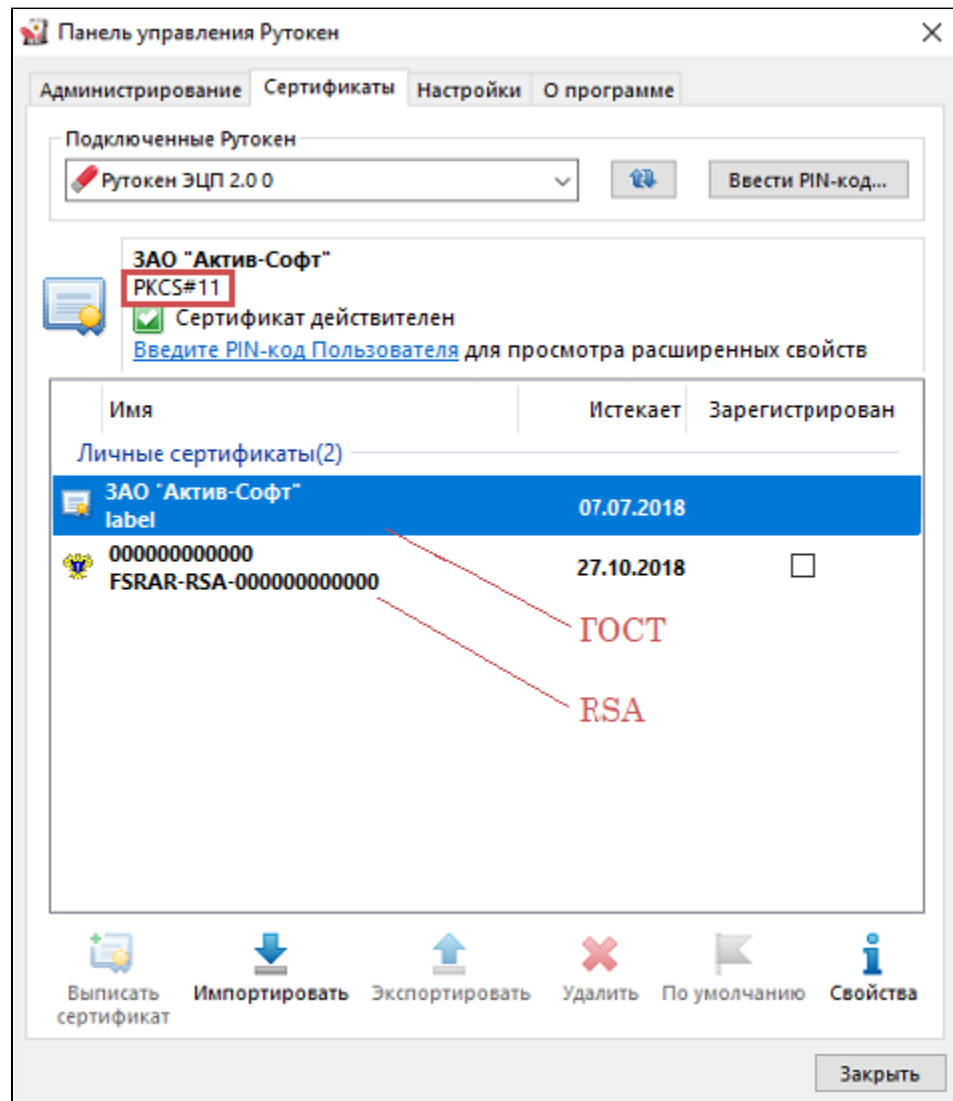 Панель управления Рутокен
Администрирование Сертификаты Настройки О программе
Подключенные Рутокен
Рутокен ЭЦП 2.0 0
Ввести PIN-код...
ЗАО "Актив-Софт"
PKCS#11
Сертификат действителен
Введите PIN-код Пользователя для просмотра расширенных свойств
Имя Истекает Зарегистрирован
Личные сертификаты(2)
ЗАО "Актив-Софт"
label
07.07.2018
000000000000
FSRAR-RSA-000000000000
27.10.2018
ГОСТ
RSA
Выписать сертификат
Импортировать
Экспортировать
Удалить
По умолчанию
Свойства
Закрыть